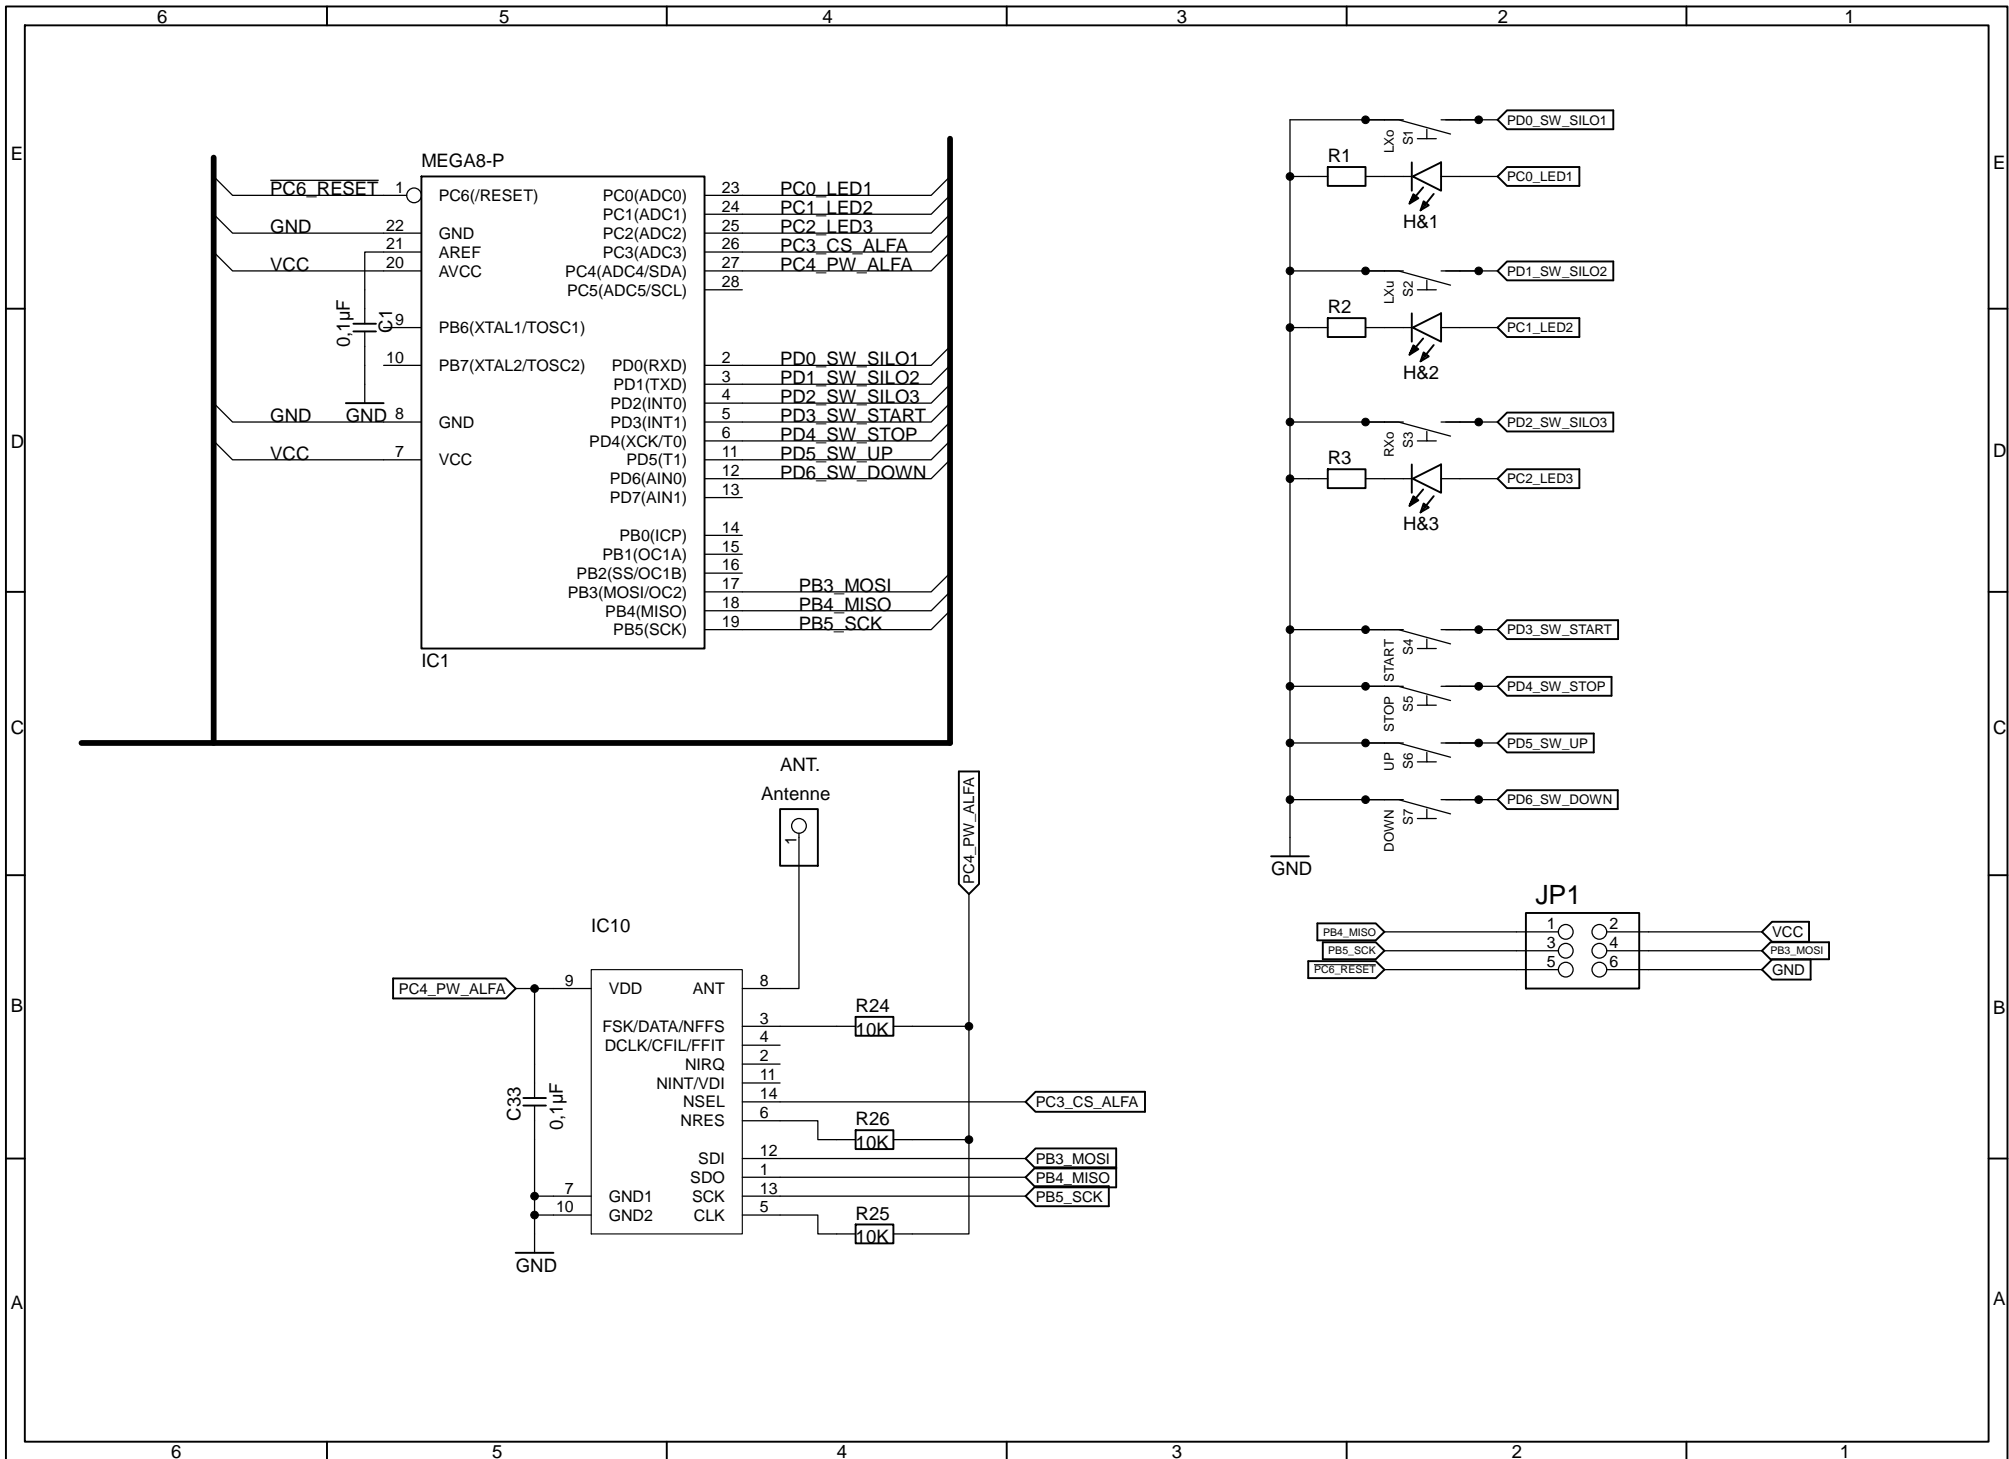 6 5 4 3 2 1
E
D
C
B
A
E
D
C
B
A
6 5 4 3 2 1
MEGA8-P
PC6_RESET 1 PC6(/RESET)
GND 22 GND
21 AREF
VCC 20 AVCC
0,1µF
C1
9 PB6(XTAL1/TOSC1)
10 PB7(XTAL2/TOSC2)
GND GND 8 GND
VCC 7 VCC
PC0(ADC0) 23 PC0_LED1
PC1(ADC1) 24 PC1_LED2
PC2(ADC2) 25 PC2_LED3
PC3(ADC3) 26 PC3_CS_ALFA
PC4(ADC4/SDA) 27 PC4_PW_ALFA
PC5(ADC5/SCL) 28
PD0(RXD) 2 PD0_SW_SILO1
PD1(TXD) 3 PD1_SW_SILO2
PD2(INT0) 4 PD2_SW_SILO3
PD3(INT1) 5 PD3_SW_START
PD4(XCK/T0) 6 PD4_SW_STOP
PD5(T1) 11 PD5_SW_UP
PD6(AIN0) 12 PD6_SW_DOWN
PD7(AIN1) 13
PB0(ICP) 14
PB1(OC1A) 15
PB2(SS/OC1B) 16
PB3(MOSI/OC2) 17 PB3_MOSI
PB4(MISO) 18 PB4_MISO
PB5(SCK) 19 PB5_SCK
IC1
LXo S1 PD0_SW_SILO1
R1 PC0_LED1
H&1
LXu S2 PD1_SW_SILO2
R2 PC1_LED2
H&2
RXo S3 PD2_SW_SILO3
R3 PC2_LED3
H&3
START S4 PD3_SW_START
STOP S5 PD4_SW_STOP
UP S6 PD5_SW_UP
DOWN S7 PD6_SW_DOWN
GND
JP1
PB4_MISO 1 2 VCC
PB5_SCK 3 4 PB3_MOSI
PC6_RESET 5 6 GND
ANT.
Antenne
1
PC4_PW_ALFA
IC10
PC4_PW_ALFA 9 VDD
C33
0,1µF
7 GND1
10 GND2
GND
ANT 8
FSK/DATA/NFFS 3 R24 10K
DCLK/CFIL/FFIT 4
NIRQ 2
NINT/VDI 11
NSEL 14 PC3_CS_ALFA
NRES 6 R26 10K
SDI 12 PB3_MOSI
SDO 1 PB4_MISO
SCK 13 PB5_SCK
CLK 5 R25 10K